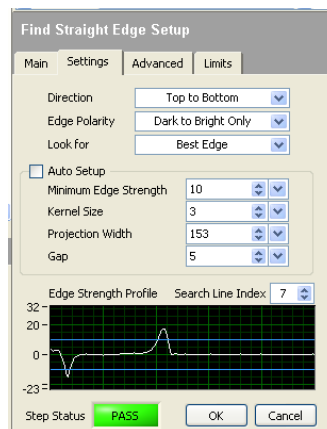 Find Straight Edge Setup
Main Settings Advanced Limits
Direction Top to Bottom
Edge Polarity Dark to Bright Only
Look for Best Edge
Auto Setup
Minimum Edge Strength 10
Kernel Size 3
Projection Width 153
Gap 5
Edge Strength Profile Search Line Index 7
32
20
0
-23
Step Status PASS OK Cancel